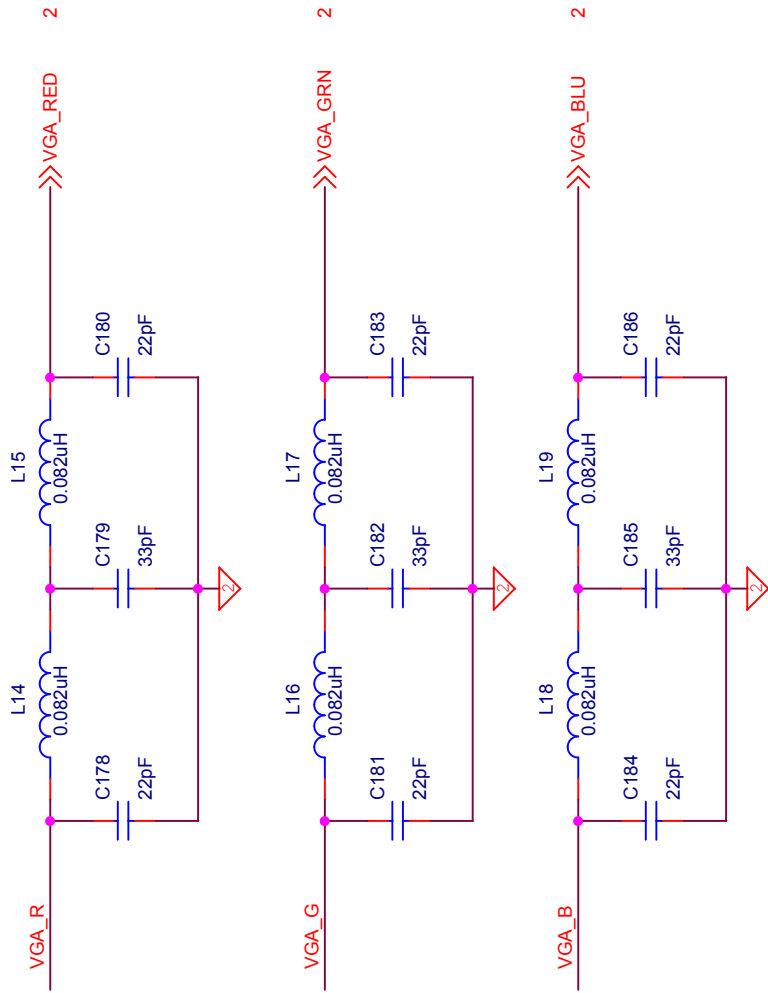 VGA_R
C178
22pF
L14
0.082uH
C179
33pF
2
L15
0.082uH
C180
22pF
VGA_RED
2
VGA_G
C181
22pF
L16
0.082uH
C182
33pF
2
L17
0.082uH
C183
22pF
VGA_GRN
2
VGA_B
C184
22pF
L18
0.082uH
C185
33pF
2
L19
0.082uH
C186
22pF
VGA_BLU
2